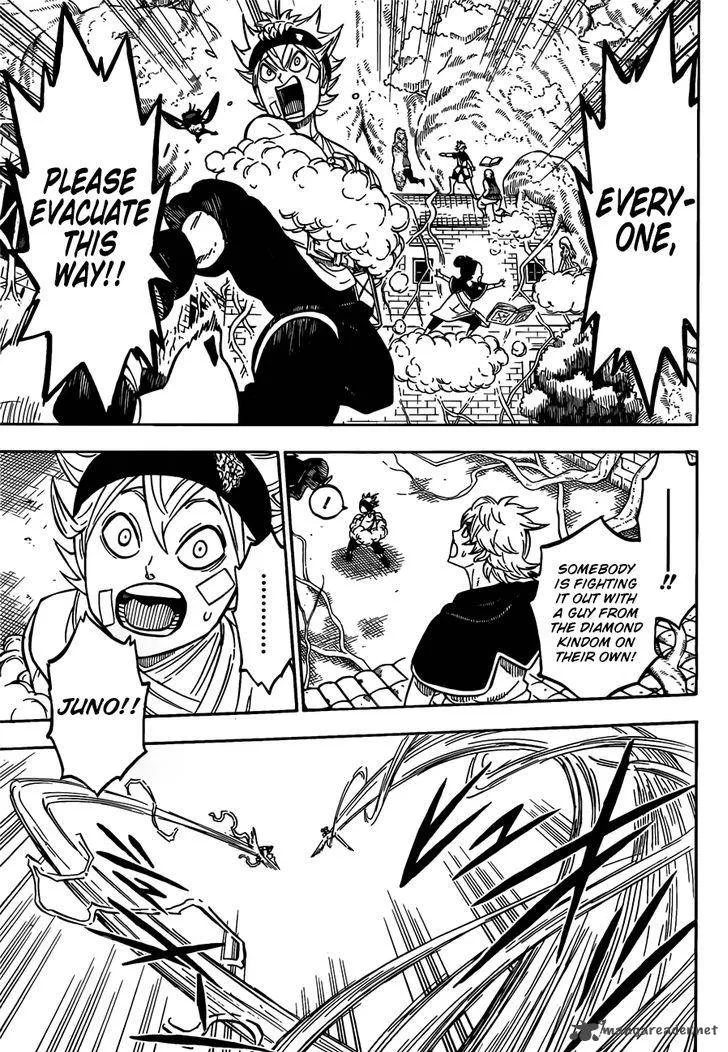 EVERY-
ONE,
PLEASE
EVACUATE
THIS
WAY!!
!
!!
SOMEBODY
IS FIGHTING
IT OUT WITH
A GUY FROM
THE DIAMOND
KINDOM ON
THEIR OWN!
.........
JUNO!!
mangareader.net